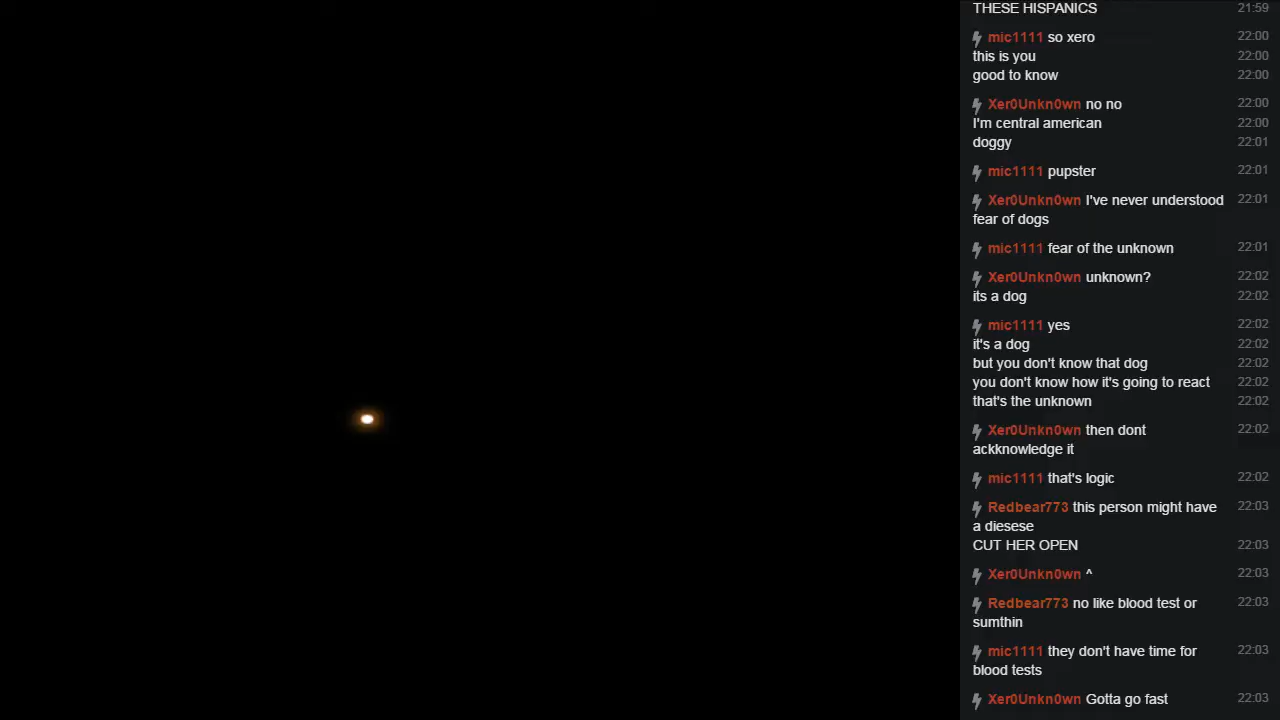 THESE HISPANICS 21:59
mic1111 so xero 22:00
this is you 22:00
good to know 22:00
Xer0Unkn0wn no no 22:00
I'm central american 22:00
doggy 22:01
mic1111 pupster 22:01
Xer0Unkn0wn I've never understood 22:01
fear of dogs
mic1111 fear of the unknown 22:01
Xer0Unkn0wn unknown? 22:02
its a dog 22:02
mic1111 yes 22:02
it's a dog 22:02
but you don't know that dog 22:02
you don't know how it's going to react 22:02
that's the unknown 22:02
Xer0Unkn0wn then dont 22:02
ackknowledge it
mic1111 that's logic 22:02
Redbear773 this person might have 22:03
a diesese
CUT HER OPEN 22:03
Xer0Unkn0wn ^ 22:03
Redbear773 no like blood test or 22:03
sumthin
mic1111 they don't have time for 22:03
blood tests
Xer0Unkn0wn Gotta go fast 22:03